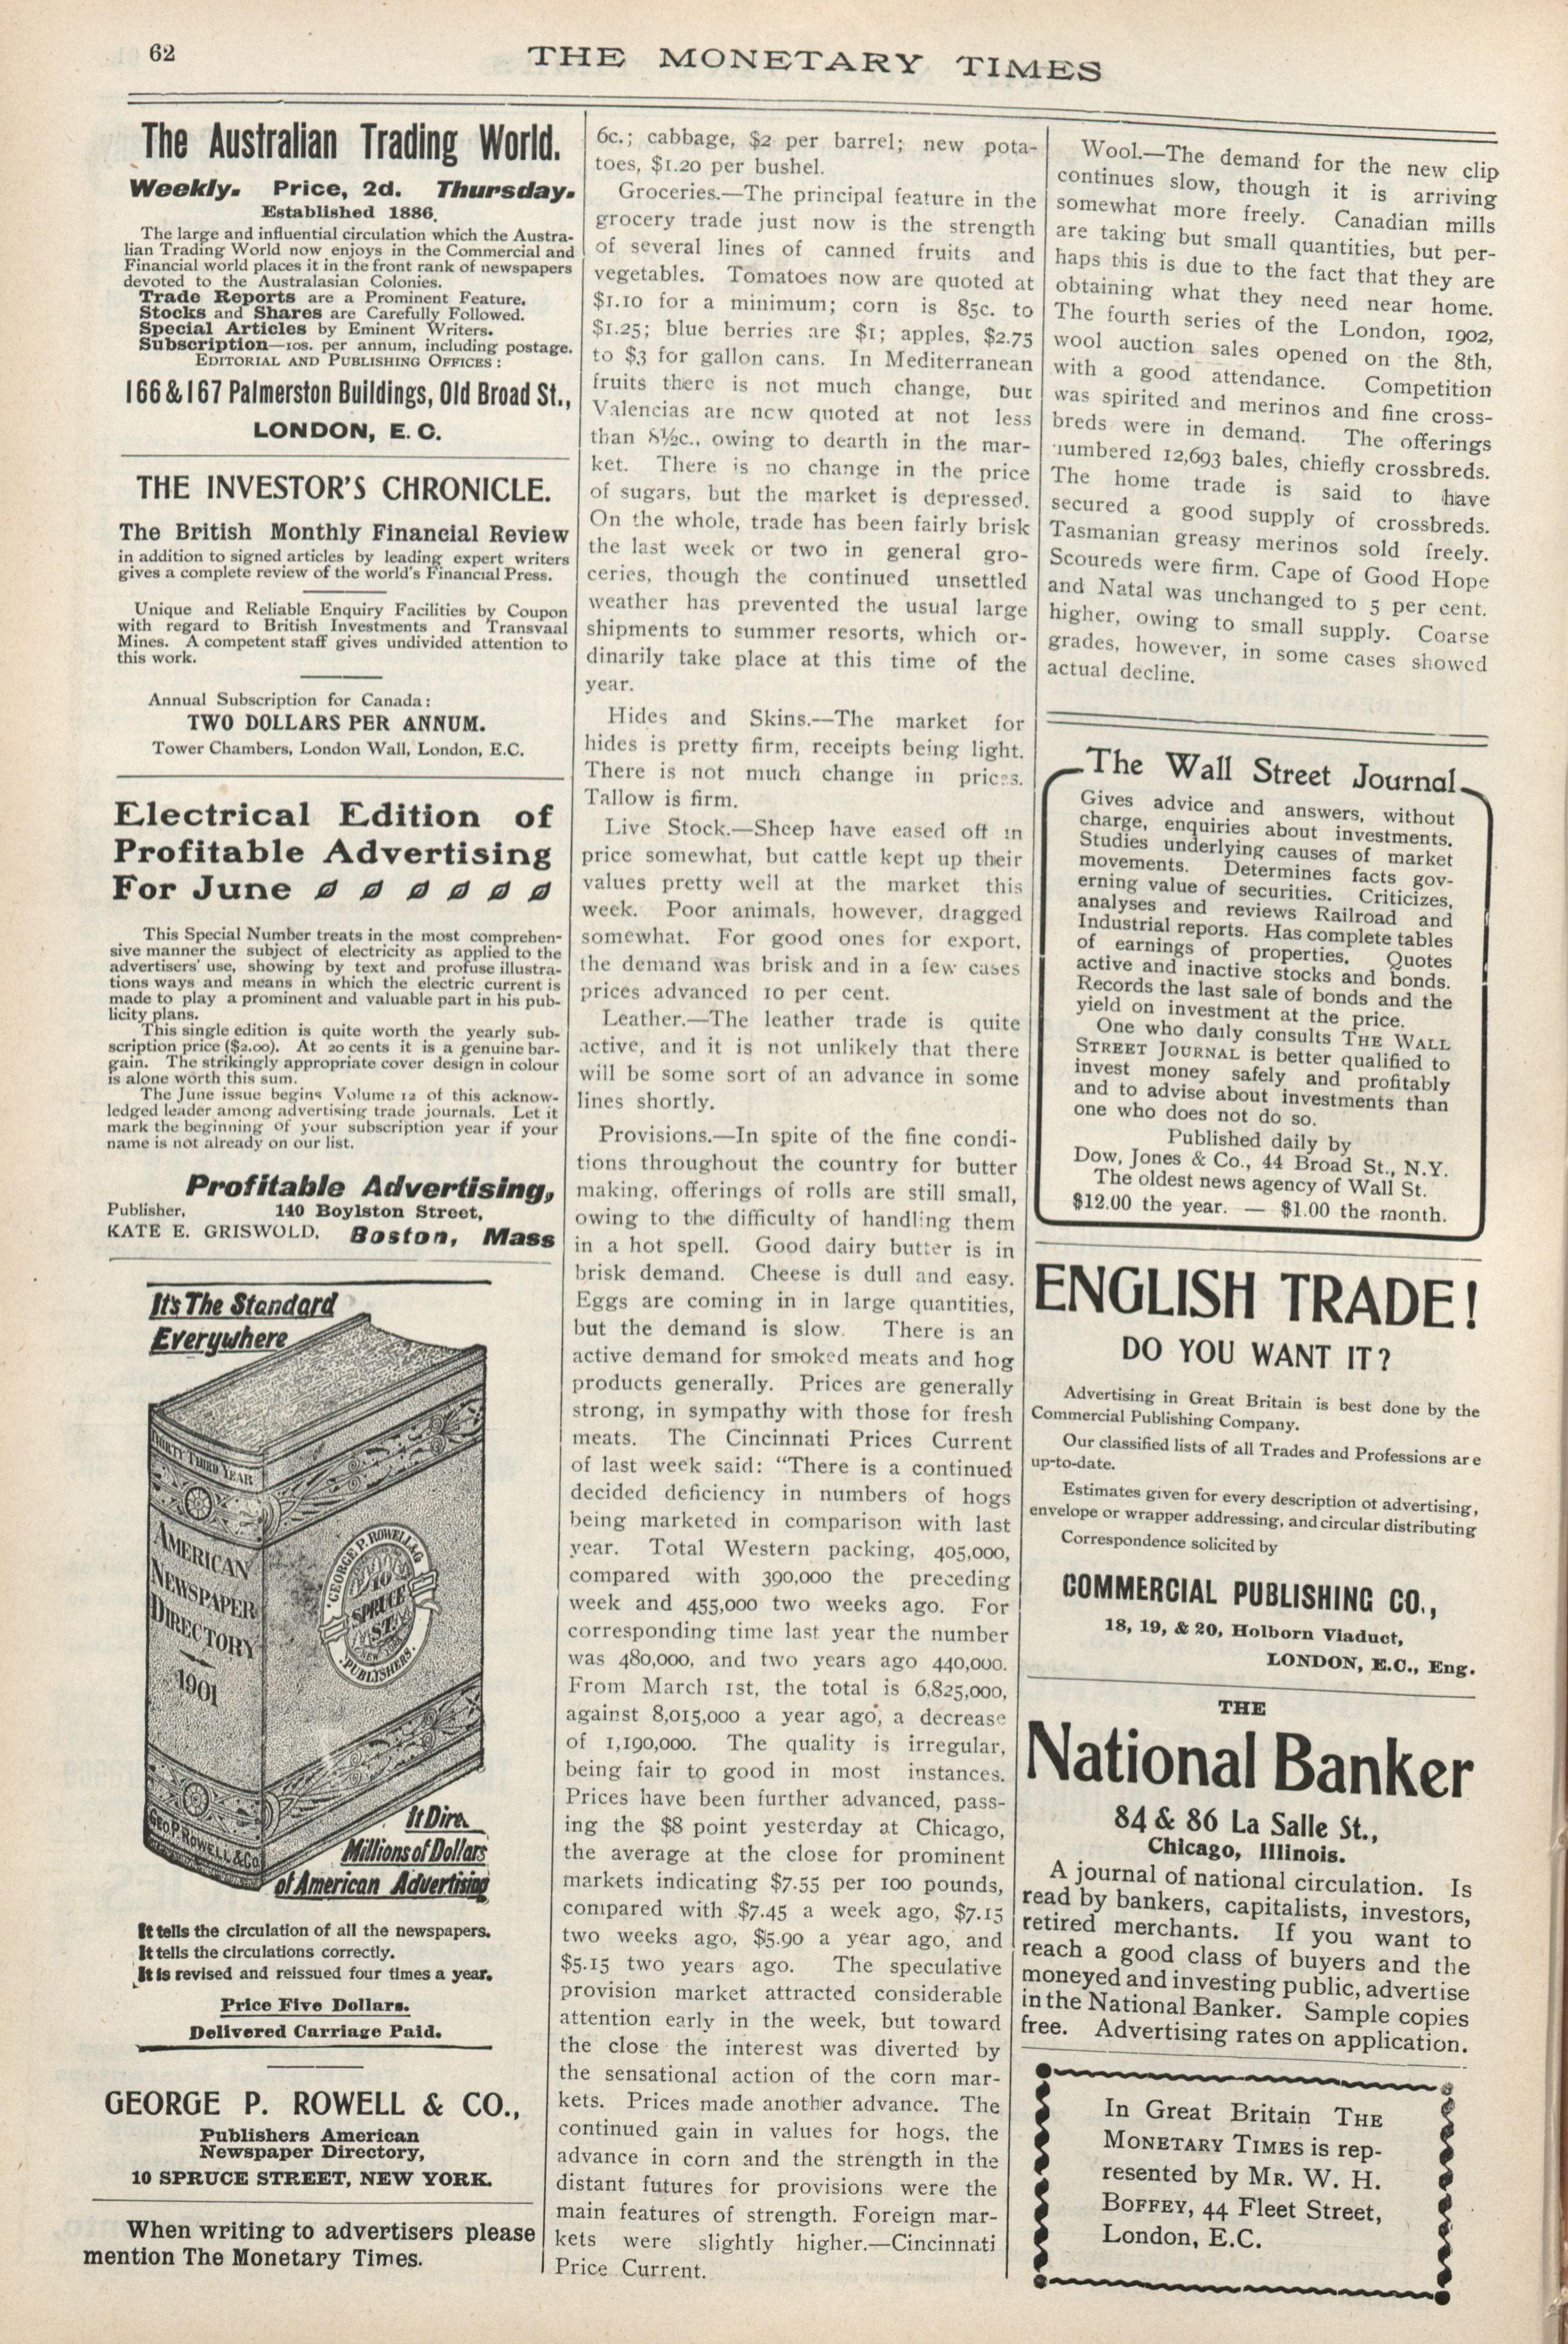 62
THE MONETARY TIMES
The Australian Trading World.
Weekly. Price, 2d. Thursday.
Established 1886.
The large and influential circulation which the Austra-
lian Trading World now enjoys in the Commercial and
Financial world places it in the front rank of newspapers
devoted to the Australasian Colonies.
Trade Reports are a Prominent Feature.
Stocks and Shares are Carefully Followed.
Special Articles by Eminent Writers.
Subscription—10s. per annum, including postage.
EDITORIAL AND PUBLISHING OFFICES:
166 & 167 Palmerston Buildings, Old Broad St.,
LONDON, E. C.
THE INVESTOR'S CHRONICLE.
The British Monthly Financial Review
in addition to signed articles by leading expert writers
gives a complete review of the world's Financial Press.
Unique and Reliable Enquiry Facilities by Coupon
with regard to British Investments and Transvaal
Mines. A competent staff gives undivided attention to
this work.
Annual Subscription for Canada:
TWO DOLLARS PER ANNUM.
Tower Chambers, London Wall, London, E.C.
Electrical Edition of
Profitable Advertising
For June
This Special Number treats in the most comprehen-
sive manner the subject of electricity as applied to the
advertisers' use, showing by text and profuse illustra-
tions ways and means in which the electric current is
made to play a prominent and valuable part in his pub-
licity plans.
This single edition is quite worth the yearly sub-
scription price ($2.00). At 20 cents it is a genuine bar-
gain. The strikingly appropriate cover design in colour
is alone worth this sum.
The June issue begins Volume 12 of this acknow-
ledged leader among advertising trade journals. Let it
mark the beginning of your subscription year if your
name is not already on our list.
Profitable Advertising,
Publisher, 140 Boylston Street,
KATE E. GRISWOLD, Boston, Mass
It's The Standard
Everywhere
THIRTY THIRD YEAR
AMERICAN
NEWSPAPER
DIRECTORY
1901
GEO. P. ROWELL & CO.
GEORGE P. ROWELL & CO
10
SPRUCE
ST.
NEW YORK
PUBLISHERS
It Dire
Millions of Dollars
of American Advertising
It tells the circulation of all the newspapers.
It tells the circulations correctly.
It is revised and reissued four times a year.
Price Five Dollars.
Delivered Carriage Paid.
GEORGE P. ROWELL & CO.,
Publishers American
Newspaper Directory,
10 SPRUCE STREET, NEW YORK.
When writing to advertisers please
mention The Monetary Times.
6c.; cabbage, $2 per barrel; new pota-
toes, $1.20 per bushel.
Groceries.—The principal feature in the
grocery trade just now is the strength
of several lines of canned fruits and
vegetables. Tomatoes now are quoted at
$1.10 for a minimum; corn is 85c. to
$1.25; blue berries are $1; apples, $2.75
to $3 for gallon cans. In Mediterranean
fruits there is not much change, but
Valencias are now quoted at not less
than 8½c., owing to dearth in the mar-
ket. There is no change in the price
of sugars, but the market is depressed.
On the whole, trade has been fairly brisk
the last week or two in general gro-
ceries, though the continued unsettled
weather has prevented the usual large
shipments to summer resorts, which or-
dinarily take place at this time of the
year.
Hides and Skins.—The market for
hides is pretty firm, receipts being light.
There is not much change in prices.
Tallow is firm.
Live Stock.—Sheep have eased off in
price somewhat, but cattle kept up their
values pretty well at the market this
week. Poor animals, however, dragged
somewhat. For good ones for export,
the demand was brisk and in a few cases
prices advanced 10 per cent.
Leather.—The leather trade is quite
active, and it is not unlikely that there
will be some sort of an advance in some
lines shortly.
Provisions.—In spite of the fine condi-
tions throughout the country for butter
making, offerings of rolls are still small,
owing to the difficulty of handling them
in a hot spell. Good dairy butter is in
brisk demand. Cheese is dull and easy.
Eggs are coming in in large quantities,
but the demand is slow. There is an
active demand for smoked meats and hog
products generally. Prices are generally
strong, in sympathy with those for fresh
meats. The Cincinnati Prices Current
of last week said: "There is a continued
decided deficiency in numbers of hogs
being marketed in comparison with last
year. Total Western packing, 405,000,
compared with 390,000 the preceding
week and 455,000 two weeks ago. For
corresponding time last year the number
was 480,000, and two years ago 440,000.
From March 1st, the total is 6,825,000,
against 8,015,000 a year ago, a decrease
of 1,190,000. The quality is irregular,
being fair to good in most instances.
Prices have been further advanced, pass-
ing the $8 point yesterday at Chicago,
the average at the close for prominent
markets indicating $7.55 per 100 pounds,
compared with $7.45 a week ago, $7.15
two weeks ago, $5.90 a year ago, and
$5.15 two years ago. The speculative
provision market attracted considerable
attention early in the week, but toward
the close the interest was diverted by
the sensational action of the corn mar-
kets. Prices made another advance. The
continued gain in values for hogs, the
advance in corn and the strength in the
distant futures for provisions were the
main features of strength. Foreign mar-
kets were slightly higher.—Cincinnati
Price Current.
Wool.—The demand for the new clip
continues slow, though it is arriving
somewhat more freely. Canadian mills
are taking but small quantities, but per-
haps this is due to the fact that they are
obtaining what they need near home.
The fourth series of the London, 1902,
wool auction sales opened on the 8th,
with a good attendance. Competition
was spirited and merinos and fine cross-
breds were in demand. The offerings
numbered 12,693 bales, chiefly crossbreds.
The home trade is said to have
secured a good supply of crossbreds.
Tasmanian greasy merinos sold freely.
Scoureds were firm. Cape of Good Hope
and Natal was unchanged to 5 per cent.
higher, owing to small supply. Coarse
grades, however, in some cases showed
actual decline.
The Wall Street Journal
Gives advice and answers, without
charge, enquiries about investments.
Studies underlying causes of market
movements. Determines facts gov-
erning value of securities. Criticizes,
analyses and reviews Railroad and
Industrial reports. Has complete tables
of earnings of properties. Quotes
active and inactive stocks and bonds.
Records the last sale of bonds and the
yield on investment at the price.
One who daily consults THE WALL
STREET JOURNAL is better qualified to
invest money safely and profitably
and to advise about investments than
one who does not do so.
Published daily by
Dow, Jones & Co., 44 Broad St., N.Y.
The oldest news agency of Wall St.
$12.00 the year. — $1.00 the month.
ENGLISH TRADE!
DO YOU WANT IT?
Advertising in Great Britain is best done by the
Commercial Publishing Company.
Our classified lists of all Trades and Professions are
up-to-date.
Estimates given for every description of advertising,
envelope or wrapper addressing, and circular distributing
Correspondence solicited by
COMMERCIAL PUBLISHING CO.,
18, 19, & 20, Holborn Viaduct,
LONDON, E.C., Eng.
THE
National Banker
84 & 86 La Salle St.,
Chicago, Illinois.
A journal of national circulation. Is
read by bankers, capitalists, investors,
retired merchants. If you want to
reach a good class of buyers and the
moneyed and investing public, advertise
in the National Banker. Sample copies
free. Advertising rates on application.
In Great Britain THE
MONETARY TIMES is rep-
resented by MR. W. H.
BOFFEY, 44 Fleet Street,
London, E.C.